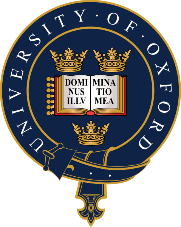 UNIVERSITY·OF·OXFORD
DOMI MINA
NUS TIO
ILLV MEA